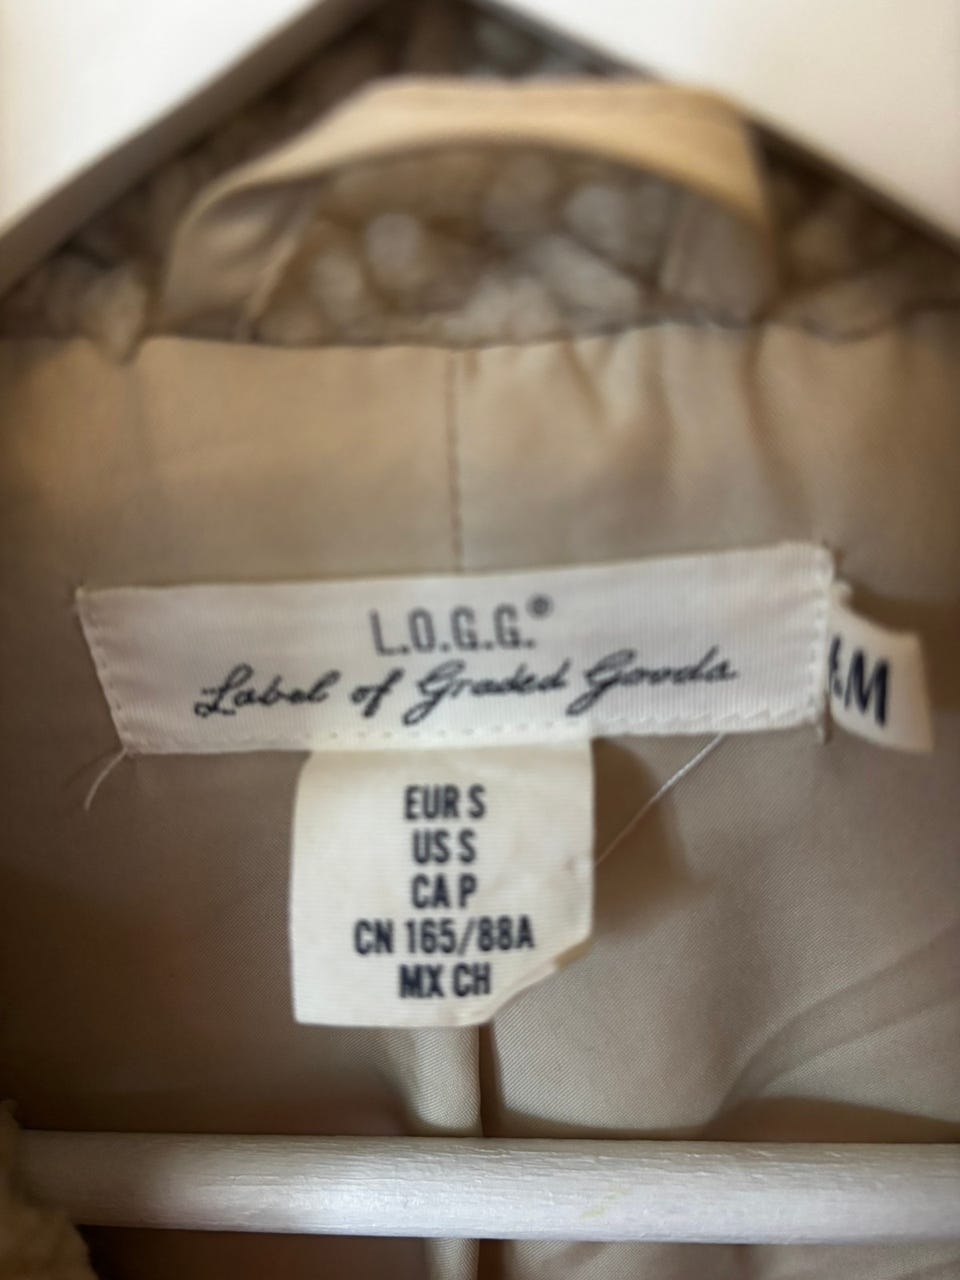 L.O.G.G.®
Label of Graded Goods
&M
EUR S
US S
CA P
CN 165/88A
MX CH